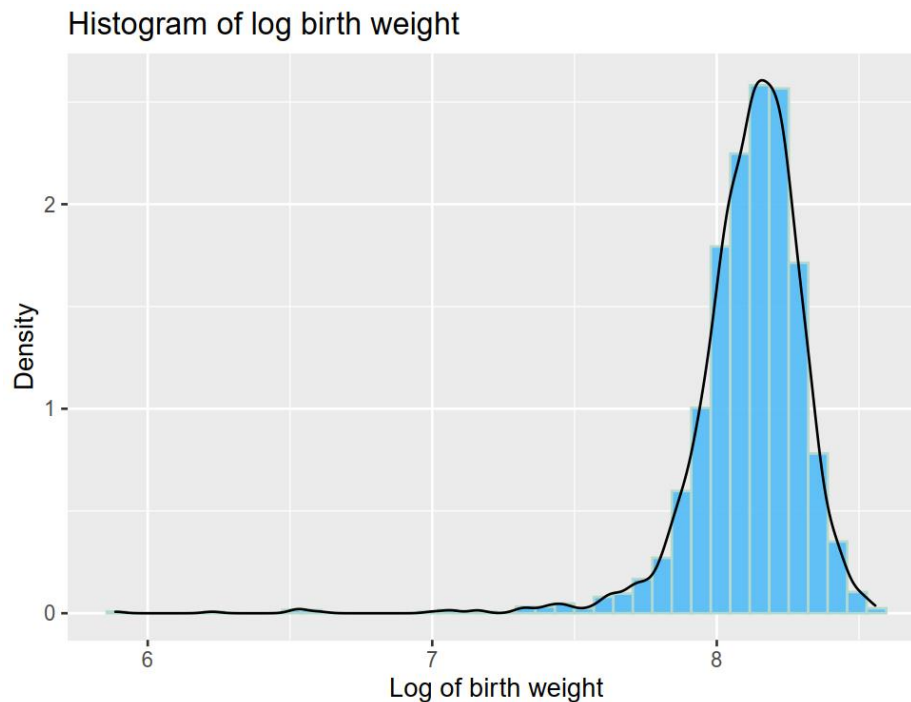 Histogram of log birth weight
2
1
0
Density
6 7 8
Log of birth weight